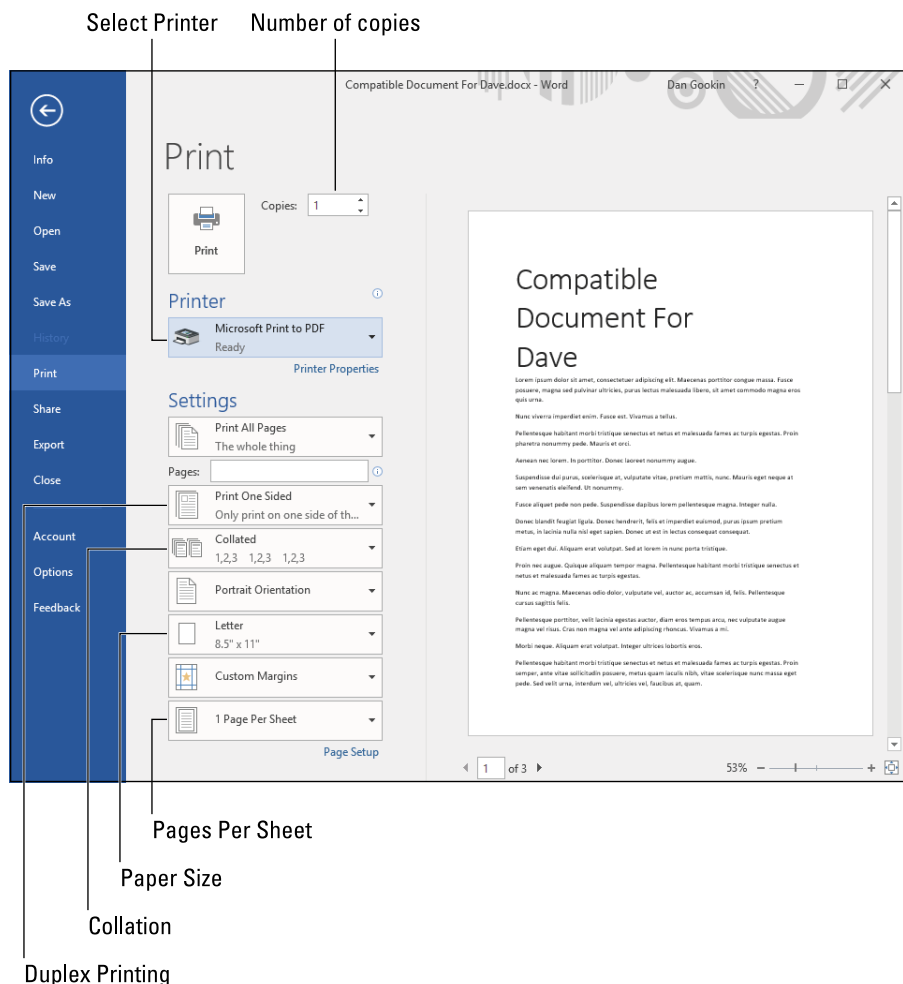 Select Printer
Number of copies
Compatible Document For Dave.docx - Word
Dan Gookin
?
Info
New
Open
Save
Save As
History
Print
Share
Export
Close
Account
Options
Feedback
Print
Copies: 1
Print
Printer
Microsoft Print to PDF
Ready
Printer Properties
Settings
Print All Pages
The whole thing
Pages:
Print One Sided
Only print on one side of th...
Collated
1,2,3 1,2,3 1,2,3
Portrait Orientation
Letter
8.5" x 11"
Custom Margins
1 Page Per Sheet
Page Setup
Compatible
Document For
Dave
Lorem ipsum dolor sit amet, consectetuer adipiscing elit. Maecenas porttitor congue massa. Fusce
posuere, magna sed pulvinar ultricies, purus lectus malesuada libero, sit amet commodo magna eros
quis urna.
Nunc viverra imperdiet enim. Fusce est. Vivamus a tellus.
Pellentesque habitant morbi tristique senectus et netus et malesuada fames ac turpis egestas. Proin
pharetra nonummy pede. Mauris et orci.
Aenean nec lorem. In porttitor. Donec laoreet nonummy augue.
Suspendisse dui purus, scelerisque at, vulputate vitae, pretium mattis, nunc. Mauris eget neque at
sem venenatis eleifend. Ut nonummy.
Fusce aliquet pede non pede. Suspendisse dapibus lorem pellentesque magna. Integer nulla.
Donec blandit feugiat ligula. Donec hendrerit, felis et imperdiet euismod, purus ipsum pretium
metus, in lacinia nulla nisl eget sapien. Donec ut est in lectus consequat consequat.
Etiam eget dui. Aliquam erat volutpat. Sed at lorem in nunc porta tristique.
Proin nec augue. Quisque aliquam tempor magna. Pellentesque habitant morbi tristique senectus et
netus et malesuada fames ac turpis egestas.
Nunc ac magna. Maecenas odio dolor, vulputate vel, auctor ac, accumsan id, felis. Pellentesque
cursus sagittis felis.
Pellentesque porttitor, velit lacinia egestas auctor, diam eros tempus arcu, nec vulputate augue
magna vel risus. Cras non magna vel ante adipiscing rhoncus. Vivamus a mi.
Morbi neque. Aliquam erat volutpat. Integer ultrices lobortis eros.
Pellentesque habitant morbi tristique senectus et netus et malesuada fames ac turpis egestas. Proin
semper, ante vitae sollicitudin posuere, metus quam iaculis nibh, vitae scelerisque nunc massa eget
pede. Sed velit urna, interdum vel, ultricies vel, faucibus at, quam.
1 of 3
53%
Pages Per Sheet
Paper Size
Collation
Duplex Printing